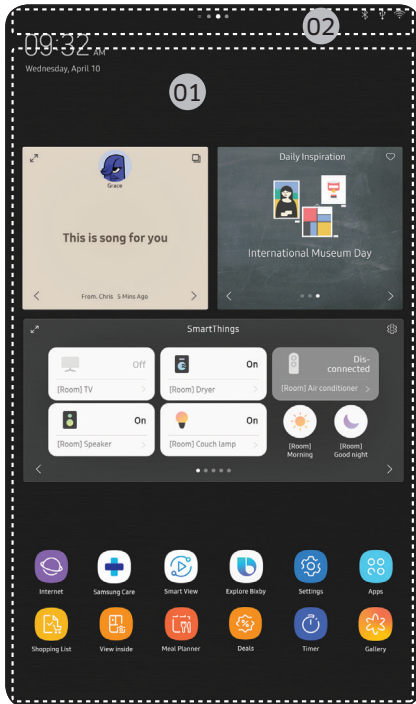 02
09:32 AM
Wednesday, April 10
01
Grace
This is song for you
From. Chris 5 Mins Ago
Daily Inspiration
International Museum Day
SmartThings
Off
[Room] TV
On
[Room] Dryer
Dis-
connected
[Room] Air conditioner
On
[Room] Speaker
On
[Room] Couch lamp
[Room]
Morning
[Room]
Good night
Internet
Samsung Care
Smart View
Explore Bixby
Settings
Apps
Shopping List
View inside
Meal Planner
Deals
Timer
Gallery